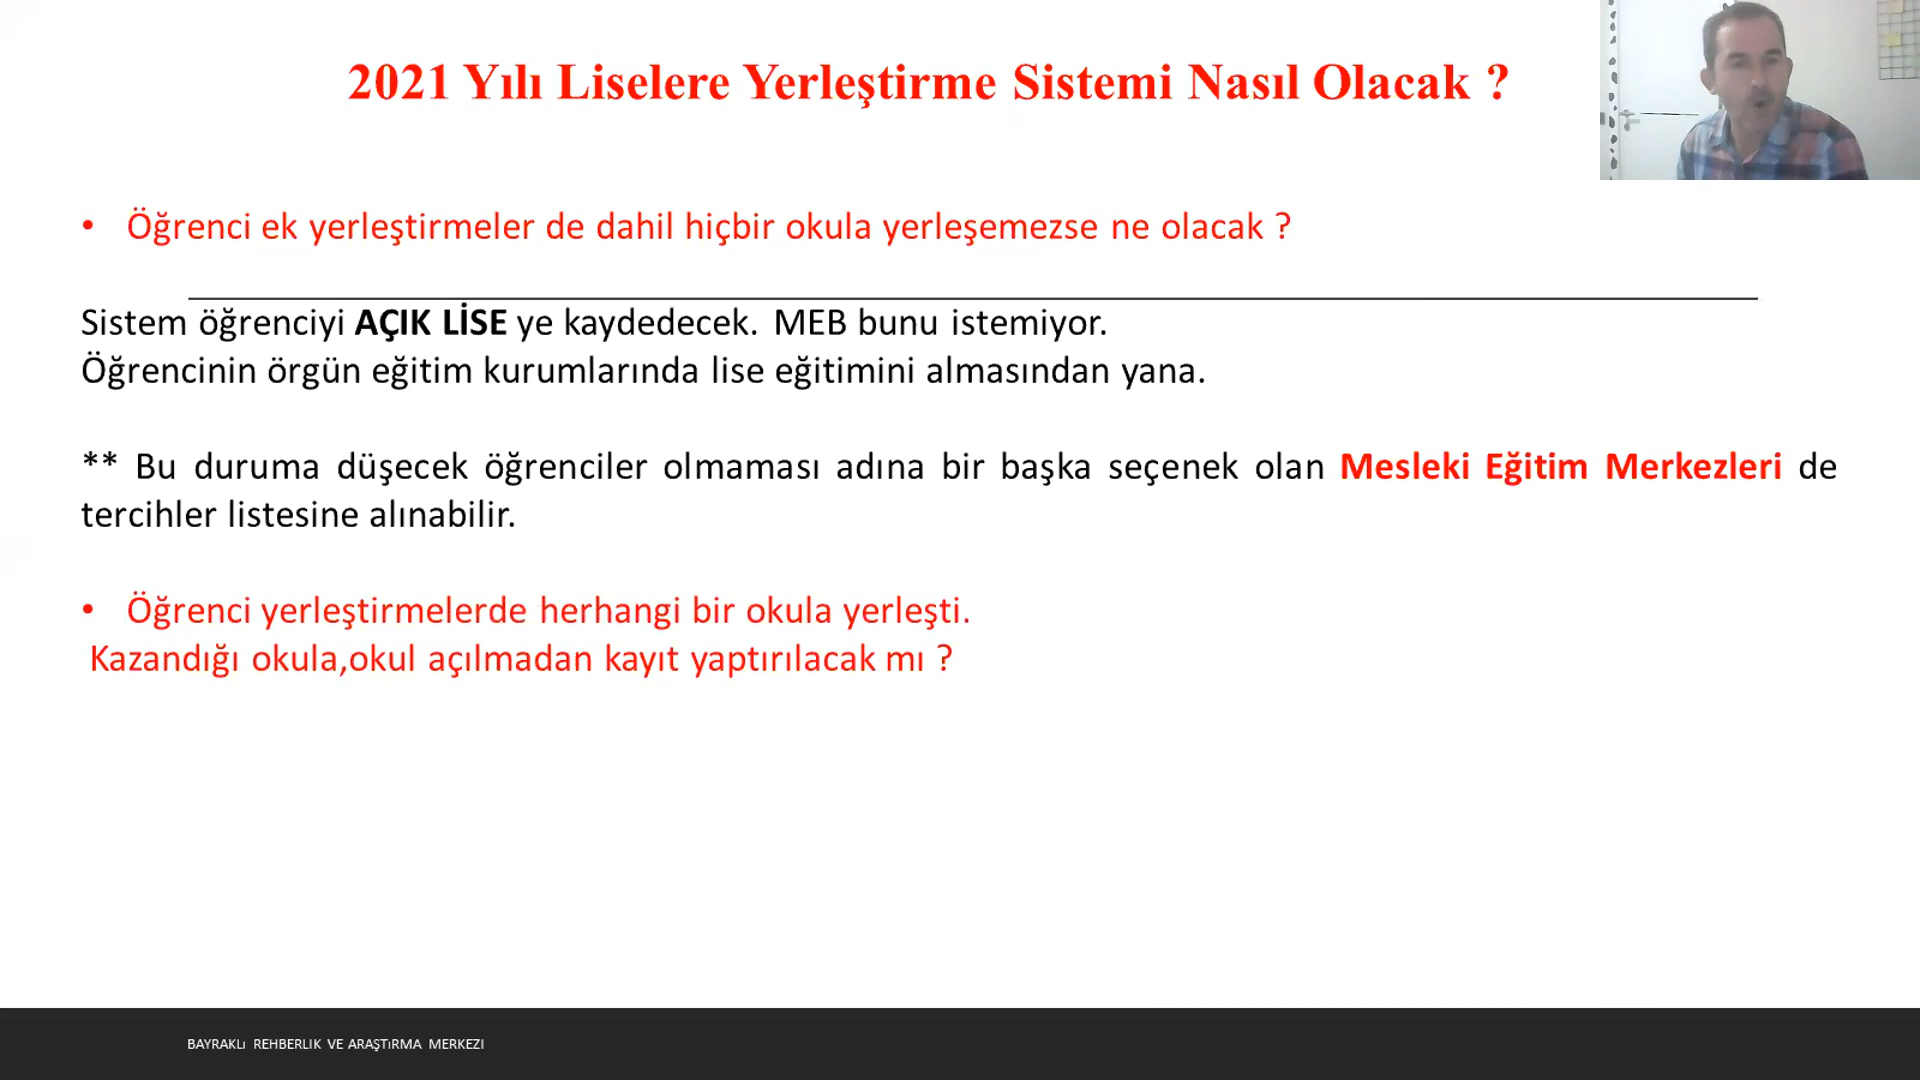 2021 Yılı Liselere Yerleştirme Sistemi Nasıl Olacak ?
• Öğrenci ek yerleştirmeler de dahil hiçbir okula yerleşemezse ne olacak ?
Sistem öğrenciyi AÇIK LİSE ye kaydedecek. MEB bunu istemiyor.
Öğrencinin örgün eğitim kurumlarında lise eğitimini almasından yana.
** Bu duruma düşecek öğrenciler olmaması adına bir başka seçenek olan Mesleki Eğitim Merkezleri de
tercihler listesine alınabilir.
• Öğrenci yerleştirmelerde herhangi bir okula yerleşti.
Kazandığı okula,okul açılmadan kayıt yaptırılacak mı ?
BAYRAKLı REHBERLIK VE ARAŞTıRMA MERKEZI